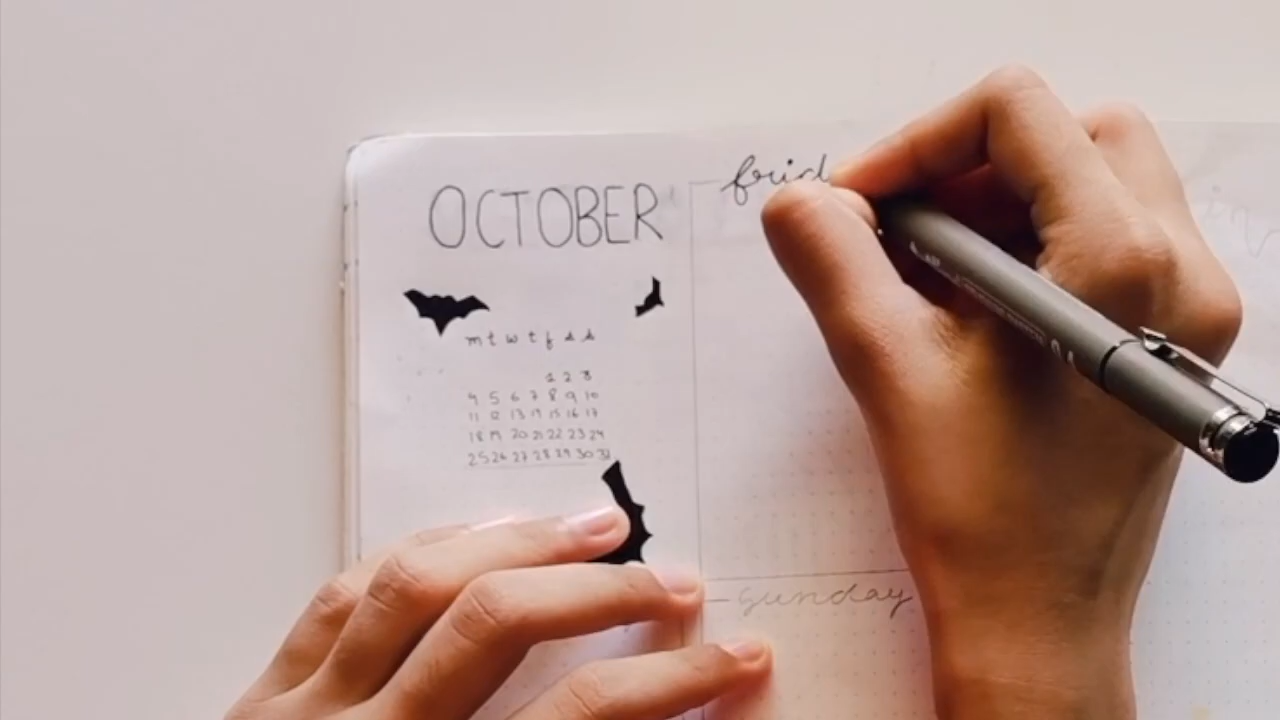 OCTOBER
m t w t f s s
1 2 3
4 5 6 7 8 9 10
11 12 13 14 15 16 17
18 19 20 21 22 23 24
25 26 27 28 29 30 31
frid
sunday